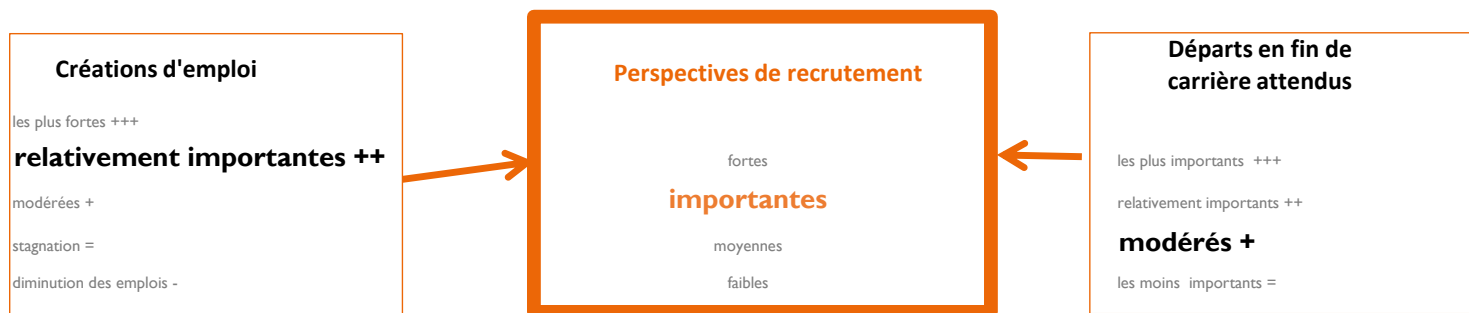 Créations d'emploi
les plus fortes +++
relativement importantes ++
modérées +
stagnation =
diminution des emplois -
Perspectives de recrutement
fortes
importantes
moyennes
faibles
Départs en fin de
carrière attendus
les plus importants +++
relativement importants ++
modérés +
les moins importants =